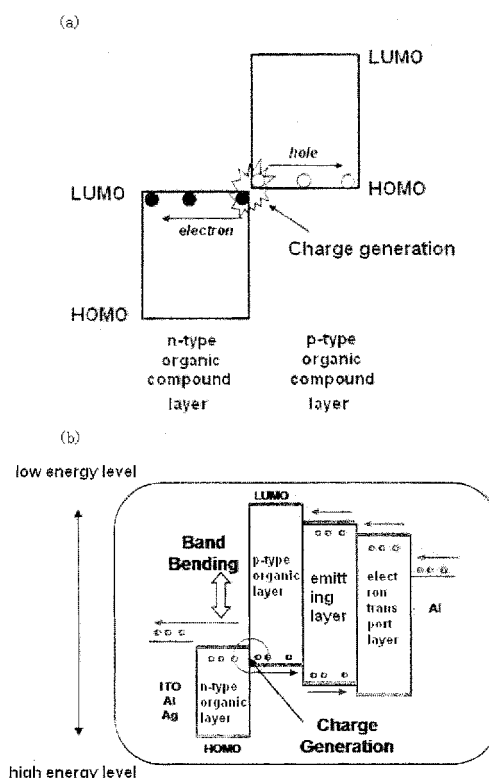 (a)
LUMO
hole
LUMO
HOMO
electron
Charge generation
HOMO
n-type
organic
compound
layer
p-type
organic
compound
layer
(b)
low energy level
LUMO
Band
Bending
p-type
organic
layer
emit
ting
layer
elect
ron
trans
port
layer
Al
ITO
Al
Ag
n-type
organic
layer
HOMO
Charge
Generation
high energy level